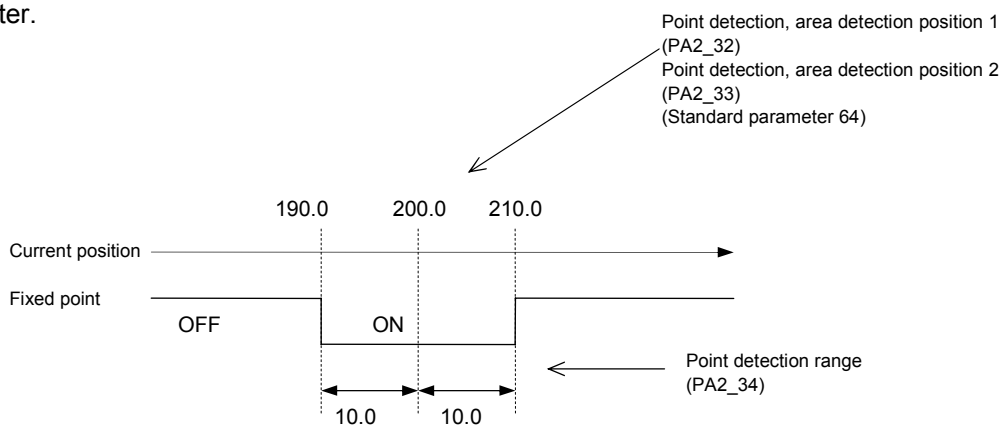 ter.
Point detection, area detection position 1
(PA2_32)
Point detection, area detection position 2
(PA2_33)
(Standard parameter 64)
190.0 200.0 210.0
Current position
Fixed point
OFF ON
Point detection range
(PA2_34)
10.0 10.0